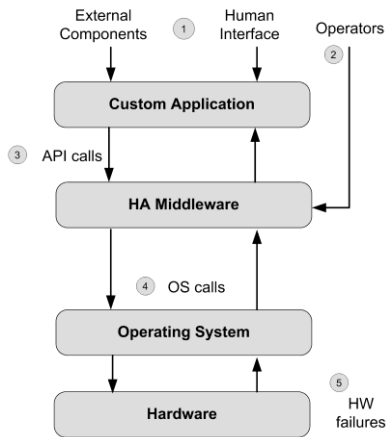 External
Components
1
Human
Interface
Operators
2
Custom Application
3
API calls
HA Middleware
4
OS calls
Operating System
5
HW
failures
Hardware